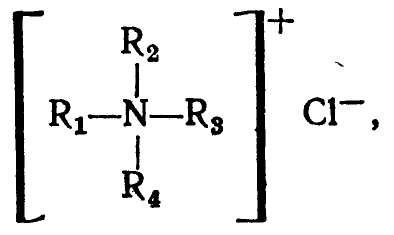 +
R₂
R₁—N—R₃ Cl⁻,
R₄